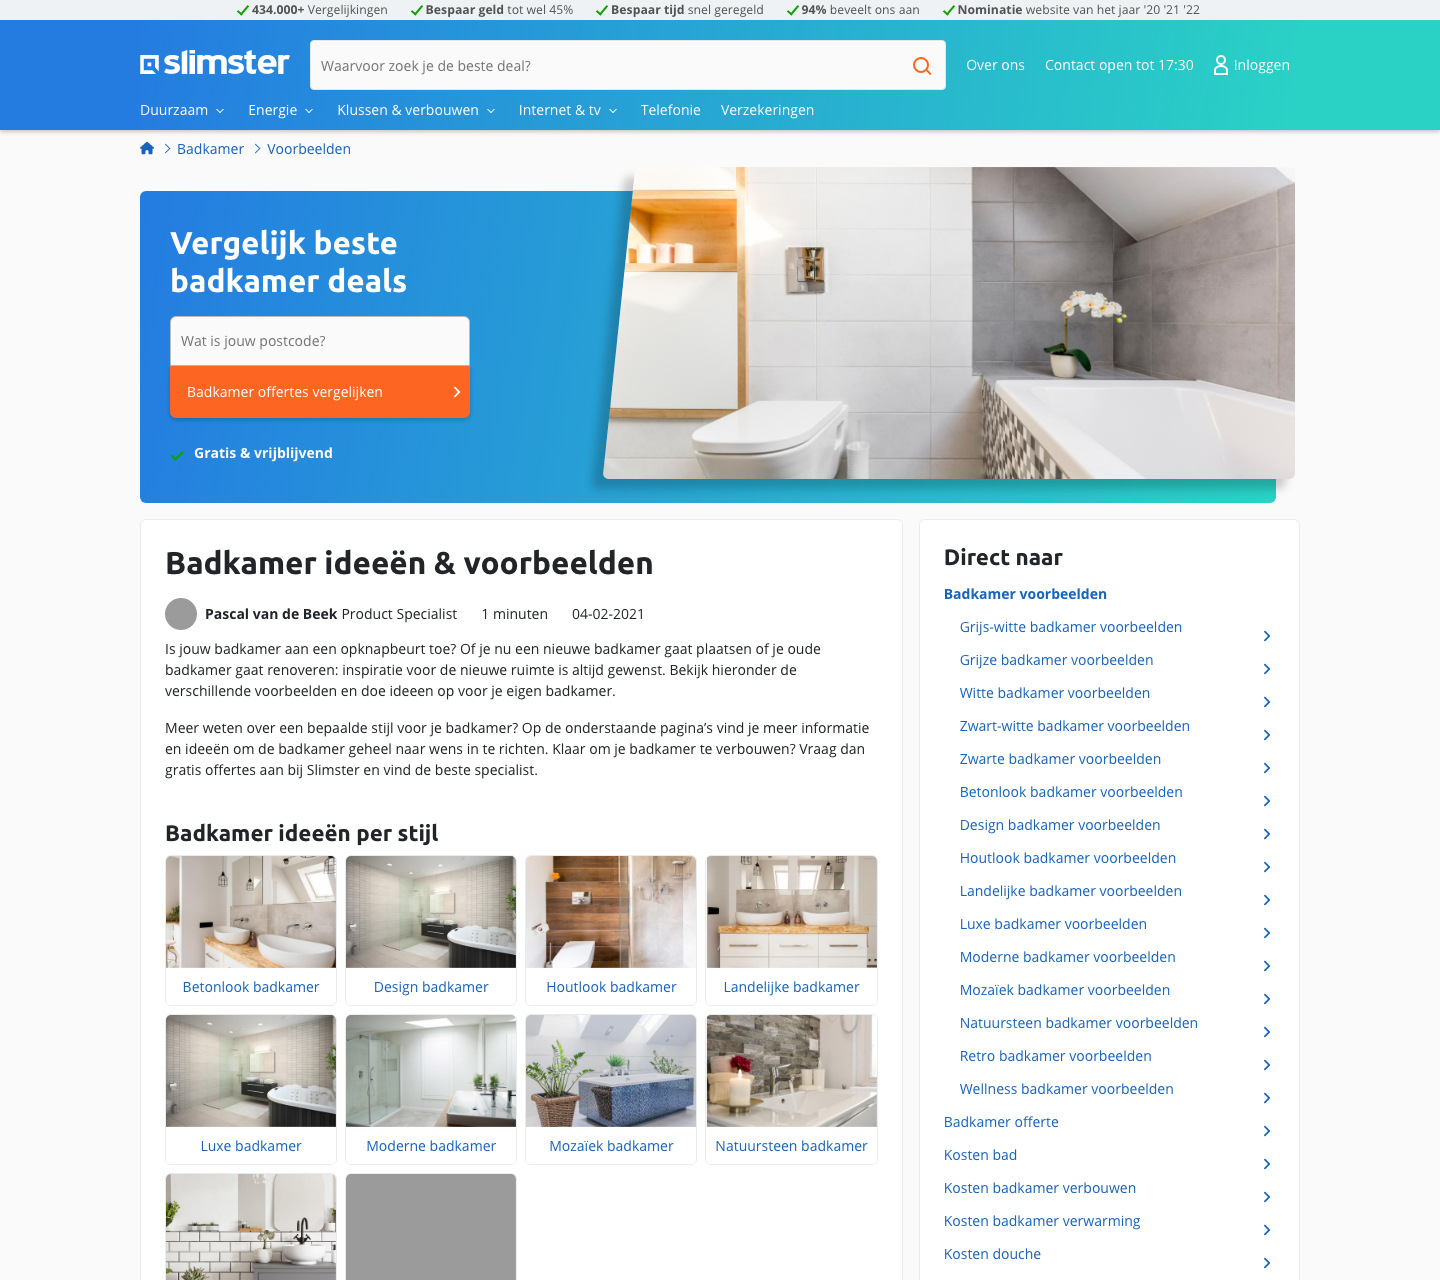 434.000+ Vergelijkingen
Bespaar geld tot wel 45%
Bespaar tijd snel geregeld
94% beveelt ons aan
Nominatie website van het jaar '20 '21 '22
slimster
Waarvoor zoek je de beste deal?
Over ons
Contact open tot 17:30
Inloggen
Duurzaam
Energie
Klussen & verbouwen
Internet & tv
Telefonie
Verzekeringen
Badkamer
Voorbeelden
Vergelijk beste
badkamer deals
Wat is jouw postcode?
Badkamer offertes vergelijken
Gratis & vrijblijvend
Badkamer ideeën & voorbeelden
Pascal van de Beek Product Specialist
1 minuten
04-02-2021
Is jouw badkamer aan een opknapbeurt toe? Of je nu een nieuwe badkamer gaat plaatsen of je oude
badkamer gaat renoveren: inspiratie voor de nieuwe ruimte is altijd gewenst. Bekijk hieronder de
verschillende voorbeelden en doe ideeen op voor je eigen badkamer.
Meer weten over een bepaalde stijl voor je badkamer? Op de onderstaande pagina's vind je meer informatie
en ideeën om de badkamer geheel naar wens in te richten. Klaar om je badkamer te verbouwen? Vraag dan
gratis offertes aan bij Slimster en vind de beste specialist.
Badkamer ideeën per stijl
Betonlook badkamer
Design badkamer
Houtlook badkamer
Landelijke badkamer
Luxe badkamer
Moderne badkamer
Mozaïek badkamer
Natuursteen badkamer
Direct naar
Badkamer voorbeelden
Grijs-witte badkamer voorbeelden
Grijze badkamer voorbeelden
Witte badkamer voorbeelden
Zwart-witte badkamer voorbeelden
Zwarte badkamer voorbeelden
Betonlook badkamer voorbeelden
Design badkamer voorbeelden
Houtlook badkamer voorbeelden
Landelijke badkamer voorbeelden
Luxe badkamer voorbeelden
Moderne badkamer voorbeelden
Mozaïek badkamer voorbeelden
Natuursteen badkamer voorbeelden
Retro badkamer voorbeelden
Wellness badkamer voorbeelden
Badkamer offerte
Kosten bad
Kosten badkamer verbouwen
Kosten badkamer verwarming
Kosten douche